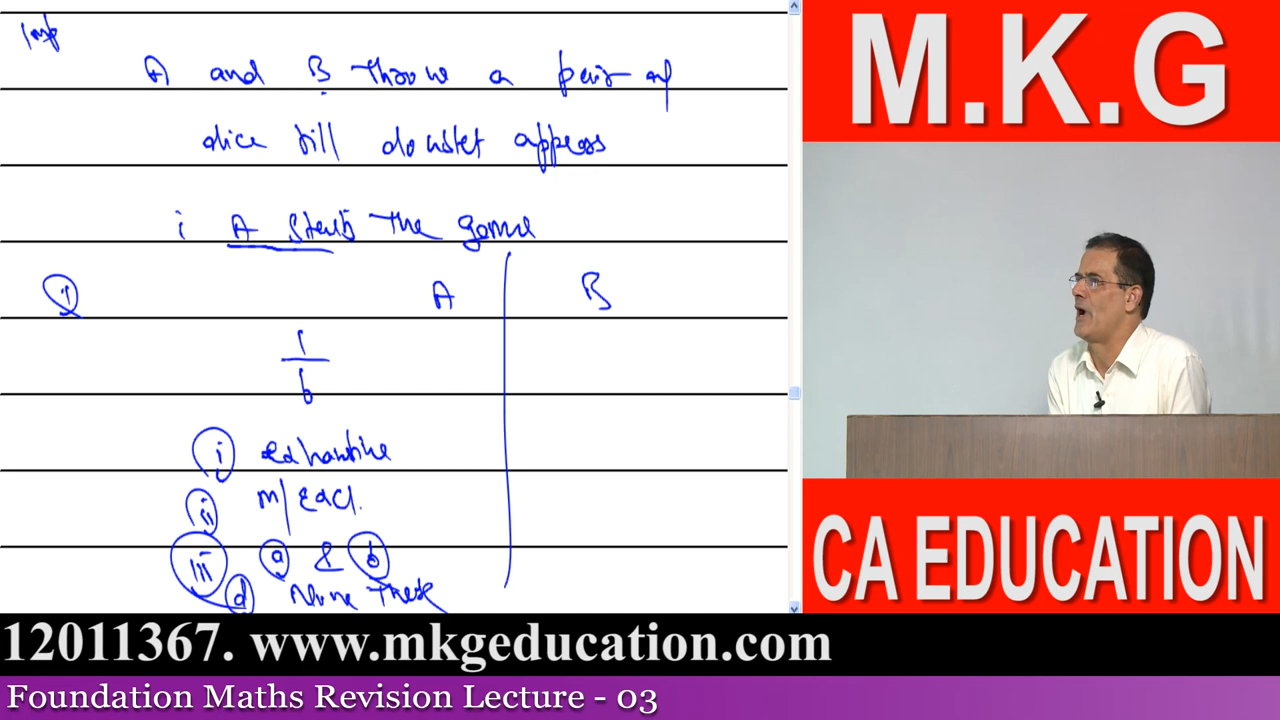 Imp
A and B throw a pair of
dice till doublet appears
i A starts the game
i A B
1
6
i exhaustive
ii m/Excl.
iii a & b
d None these
M.K.G
CA EDUCATION
12011367. www.mkgeducation.com
Foundation Maths Revision Lecture - 03